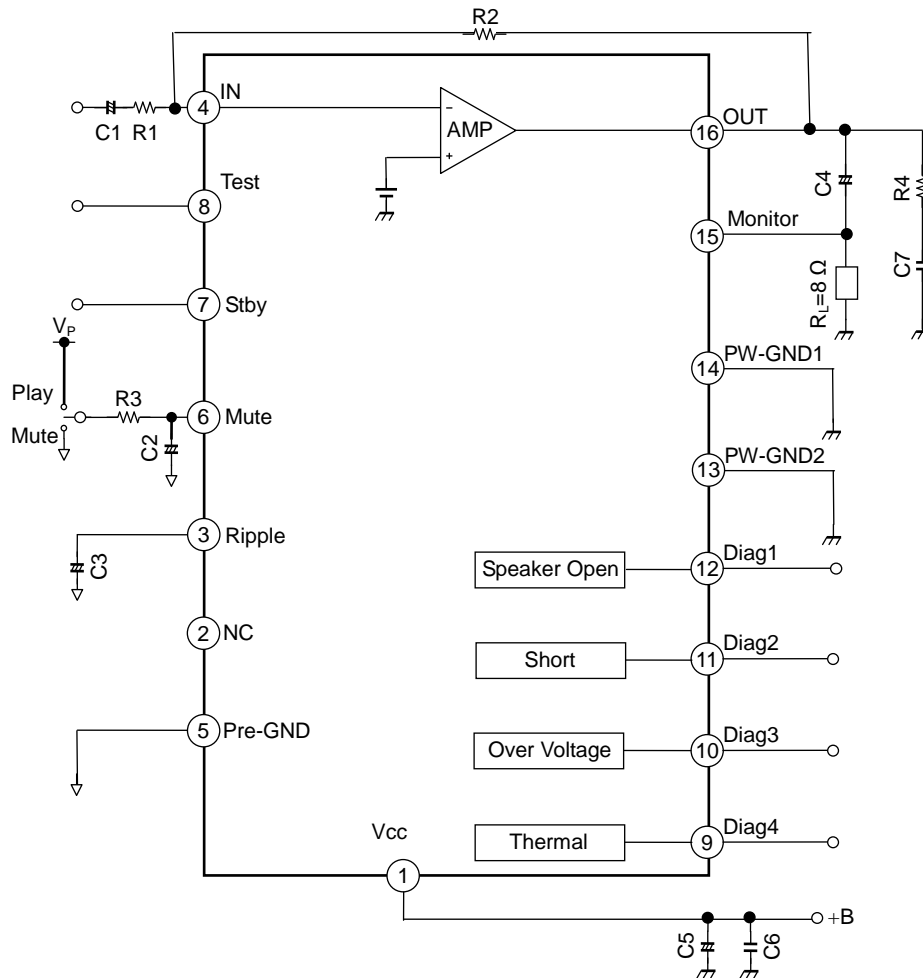 R2
IN
4
C1 R1
AMP
−
+
16
OUT
C4
R4
Test
8
Monitor
15
C7
RL=8 Ω
7
Stby
VP
Play
Mute
R3
6
Mute
C2
14
PW-GND1
13
PW-GND2
3
Ripple
C3
Speaker Open
12
Diag1
2
NC
Short
11
Diag2
5
Pre-GND
Over Voltage
10
Diag3
Thermal
9
Diag4
Vcc
1
+B
C5
C6